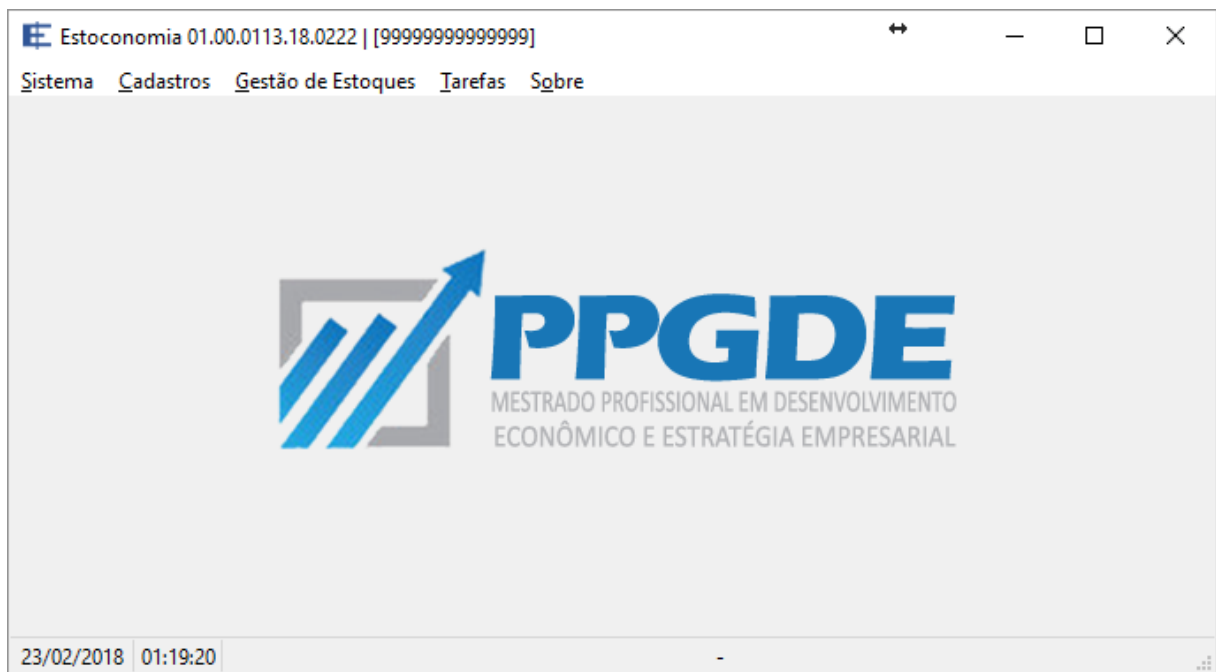 Estoconomia 01.00.0113.18.0222 | [99999999999999]
Sistema Cadastros Gestão de Estoques Tarefas Sobre
PPGDE
MESTRADO PROFISSIONAL EM DESENVOLVIMENTO
ECONÔMICO E ESTRATÉGIA EMPRESARIAL
23/02/2018 01:19:20 -